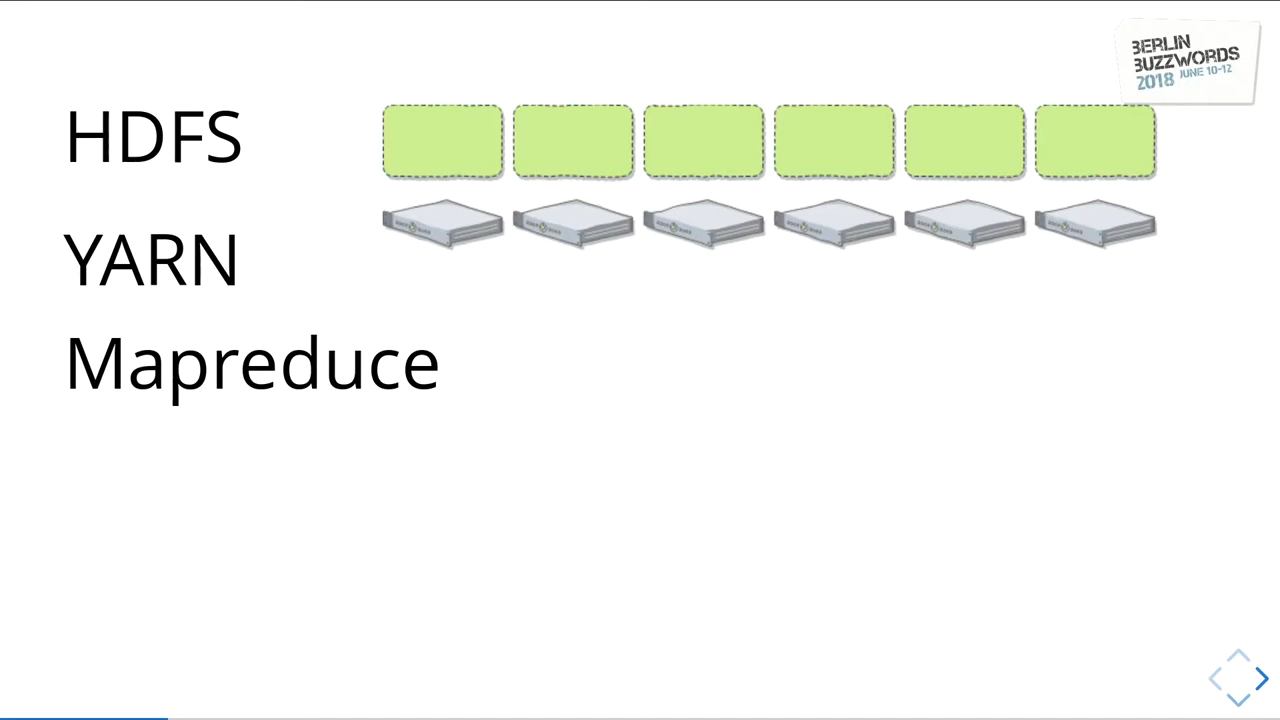 BERLIN
BUZZWORDS
2018 JUNE 10-12
HDFS
YARN
Mapreduce